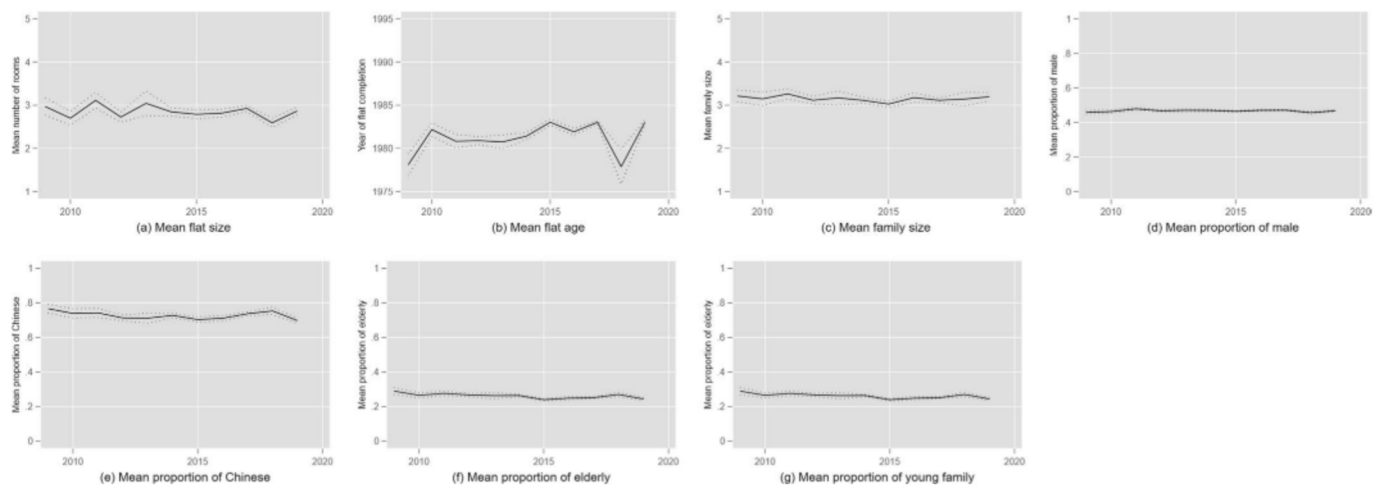 Mean number of rooms
5
4
3
2
1
2010 2015 2020
(a) Mean flat size
Year of flat completion
1995
1990
1985
1980
1975
2010 2015 2020
(b) Mean flat age
Mean family size
5
4
3
2
1
2010 2015 2020
(c) Mean family size
Mean proportion of male
1
.8
.6
.4
.2
0
2010 2015 2020
(d) Mean proportion of male
Mean proportion of Chinese
1
.8
.6
.4
.2
0
2010 2015 2020
(e) Mean proportion of Chinese
Mean proportion of elderly
1
.8
.6
.4
.2
0
2010 2015 2020
(f) Mean proportion of elderly
Mean proportion of elderly
1
.8
.6
.4
.2
0
2010 2015 2020
(g) Mean proportion of young family